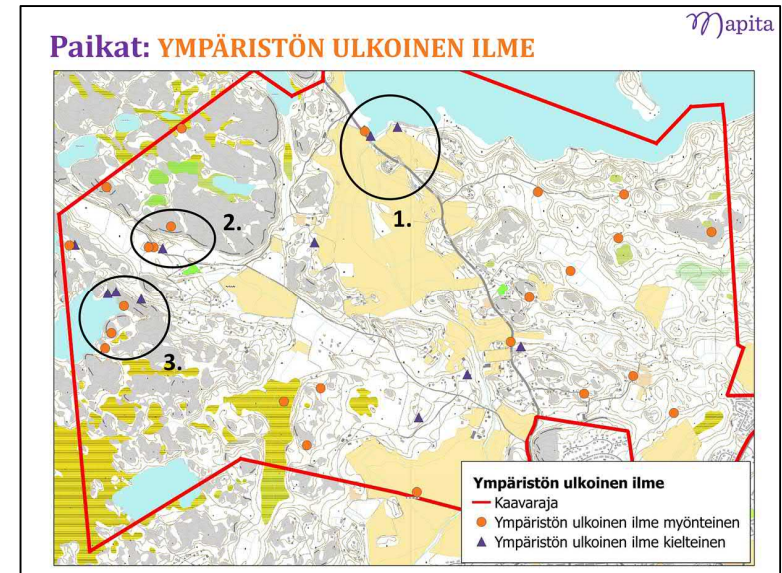 Mapita
Paikat: YMPÄRISTÖN ULKOINEN ILME
1.
2.
3.
Ympäristön ulkoinen ilme
Kaavaraja
Ympäristön ulkoinen ilme myönteinen
Ympäristön ulkoinen ilme kielteinen